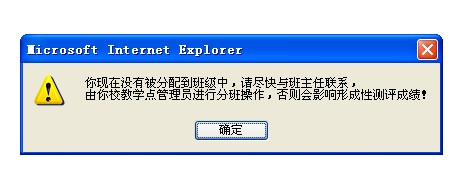 Microsoft Internet Explorer
你现在没有被分配到班级中，请尽快与班主任联系，
由你校教学点管理员进行分班操作，否则会影响形成性测评成绩！
确定